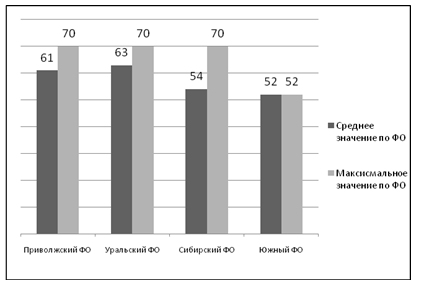 61 70 63 70 54 70 52 52
Среднее
значение по ФО
Максисмальное
значение по ФО
Приволжский ФО Уральский ФО Сибирский ФО Южный ФО